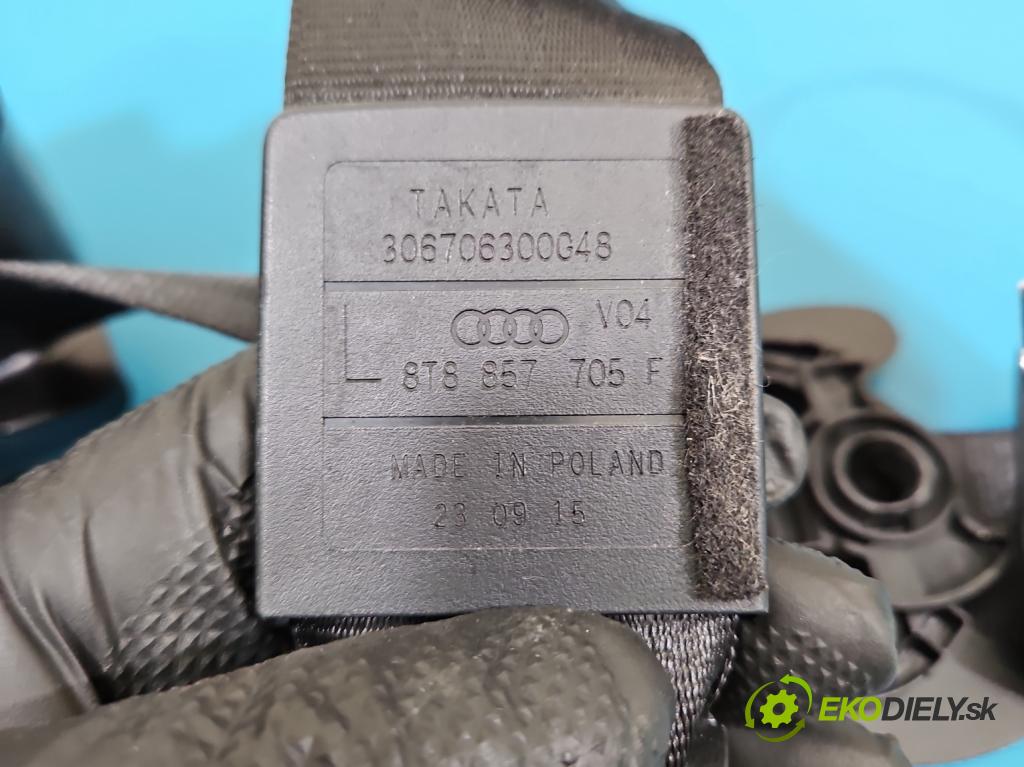 TAKATA
306706300G48
V04
L 8T8 857 705 F
MADE IN POLAND
23 09 15
EKODIELY.sk